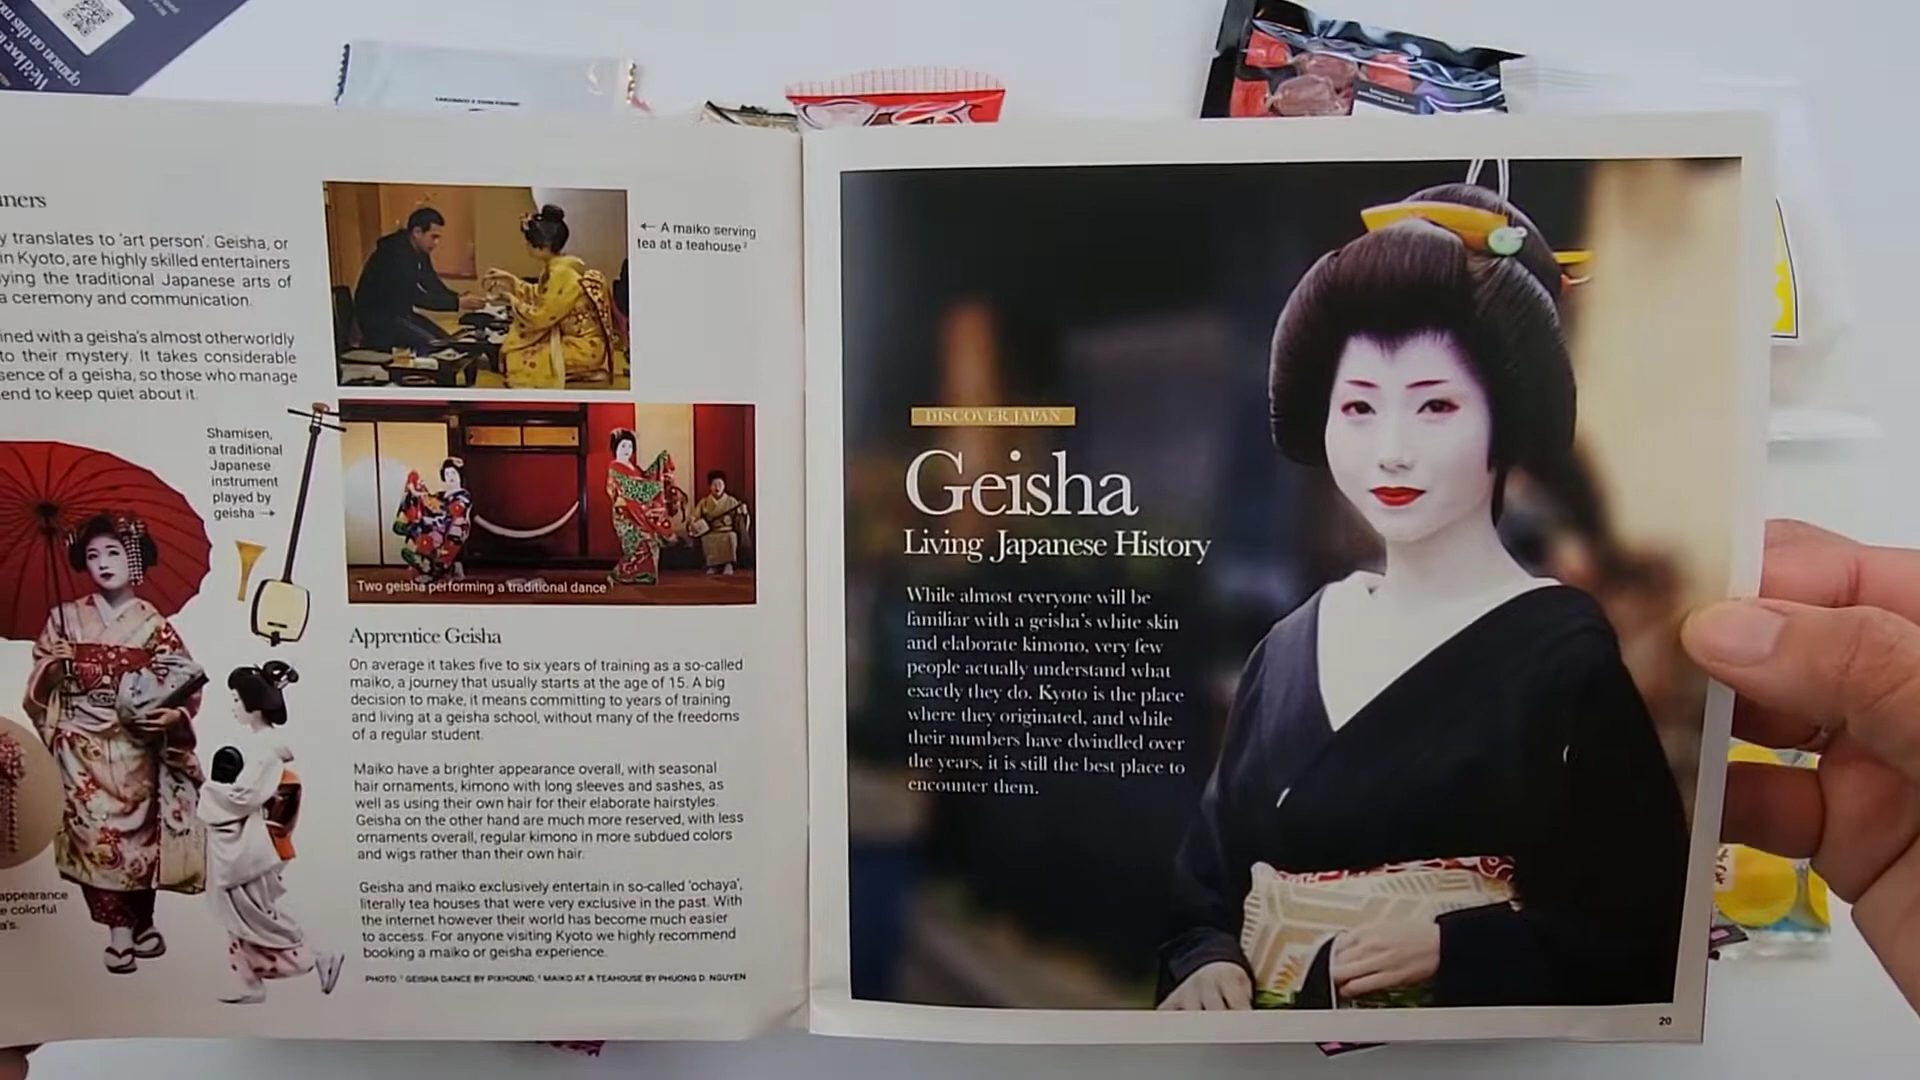 ners
y translates to 'art person'. Geisha, or
in Kyoto, are highly skilled entertainers
ying the traditional Japanese arts of
a ceremony and communication.
ined with a geisha's almost otherworldly
to their mystery. It takes considerable
sence of a geisha, so those who manage
end to keep quiet about it.
Shamisen,
a traditional
Japanese
instrument
played by
geisha →
appearance
e colorful
a's.
← A maiko serving
tea at a teahouse²
Two geisha performing a traditional dance ¹
Apprentice Geisha
On average it takes five to six years of training as a so-called
maiko, a journey that usually starts at the age of 15. A big
decision to make, it means committing to years of training
and living at a geisha school, without many of the freedoms
of a regular student.
Maiko have a brighter appearance overall, with seasonal
hair ornaments, kimono with long sleeves and sashes, as
well as using their own hair for their elaborate hairstyles.
Geisha on the other hand are much more reserved, with less
ornaments overall, regular kimono in more subdued colors
and wigs rather than their own hair.
Geisha and maiko exclusively entertain in so-called 'ochaya',
literally tea houses that were very exclusive in the past. With
the internet however their world has become much easier
to access. For anyone visiting Kyoto we highly recommend
booking a maiko or geisha experience.
PHOTO: ¹ GEISHA DANCE BY PIXHOUND, ² MAIKO AT A TEAHOUSE BY PHUONG D. NGUYEN
DISCOVER JAPAN
Geisha
Living Japanese History
While almost everyone will be
familiar with a geisha's white skin
and elaborate kimono, very few
people actually understand what
exactly they do. Kyoto is the place
where they originated, and while
their numbers have dwindled over
the years, it is still the best place to
encounter them.
20